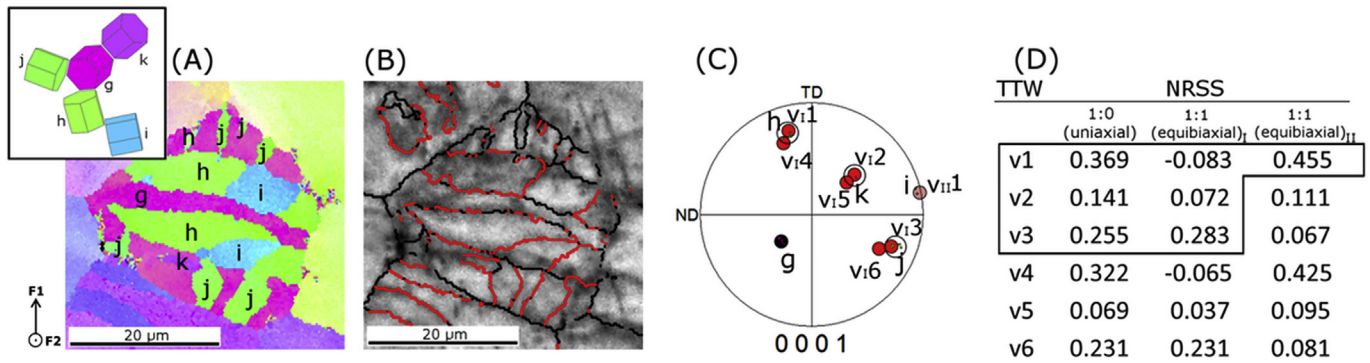 (A)
j
k
g
h
i
h
j
j
j
h
i
g
h
j
k
i
j
j
F1
F2
20 µm
(B)
20 µm
(C)
TD
ND
h
vI1
vI4
vI2
vI5
k
i
vII1
vI3
vI6
j
g
0 0 0 1
(D)
TTW NRSS
1:0 1:1 1:1
(uniaxial) (equibiaxial)I (equibiaxial)II
v1 0.369 -0.083 0.455
v2 0.141 0.072 0.111
v3 0.255 0.283 0.067
v4 0.322 -0.065 0.425
v5 0.069 0.037 0.095
v6 0.231 0.231 0.081